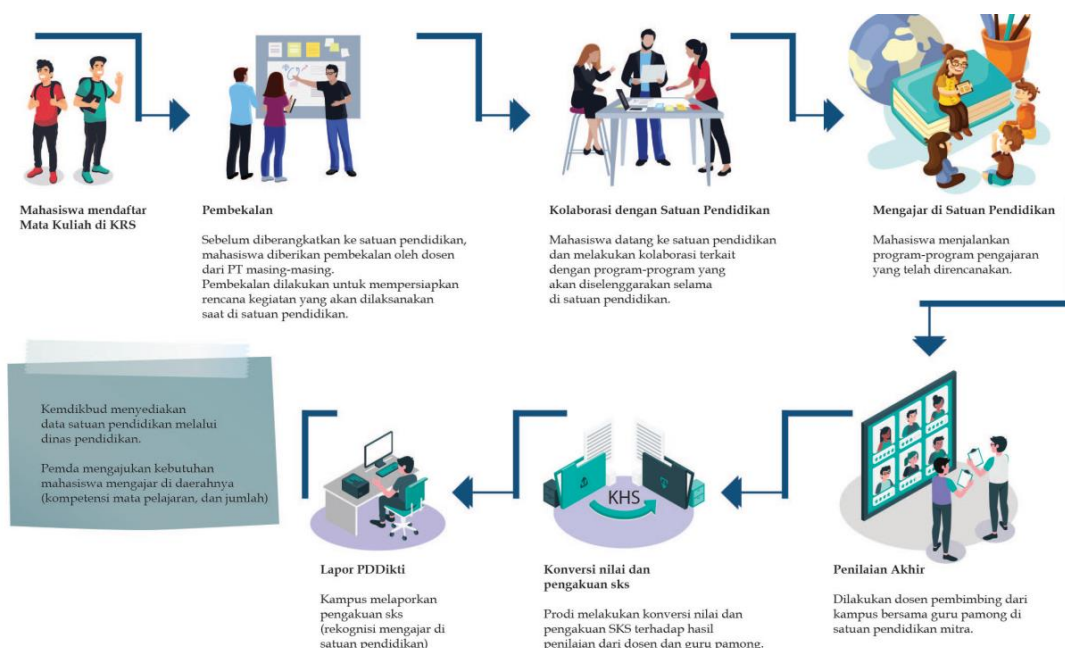 Mahasiswa mendaftar
Mata Kuliah di KRS
Pembekalan
Sebelum diberangkatkan ke satuan pendidikan,
mahasiswa diberikan pembekalan oleh dosen
dari PT masing-masing.
Pembekalan dilakukan untuk mempersiapkan
rencana kegiatan yang akan dilaksanakan
saat di satuan pendidikan.
Kolaborasi dengan Satuan Pendidikan
Mahasiswa datang ke satuan pendidikan
dan melakukan kolaborasi terkait
dengan program-program yang
akan diselenggarakan selama
di satuan pendidikan.
Mengajar di Satuan Pendidikan
Mahasiswa menjalankan
program-program pengajaran
yang telah direncanakan.
Kemdikbud menyediakan
data satuan pendidikan melalui
dinas pendidikan.
Pemda mengajukan kebutuhan
mahasiswa mengajar di daerahnya
(kompetensi mata pelajaran, dan jumlah)
Lapor PDDikti
Kampus melaporkan
pengakuan sks
(rekognisi mengajar di
satuan pendidikan)
KHS
Konversi nilai dan
pengakuan sks
Prodi melakukan konversi nilai dan
pengakuan SKS terhadap hasil
penilaian dari dosen dan guru pamong.
Penilaian Akhir
Dilakukan dosen pembimbing dari
kampus bersama guru pamong di
satuan pendidikan mitra.